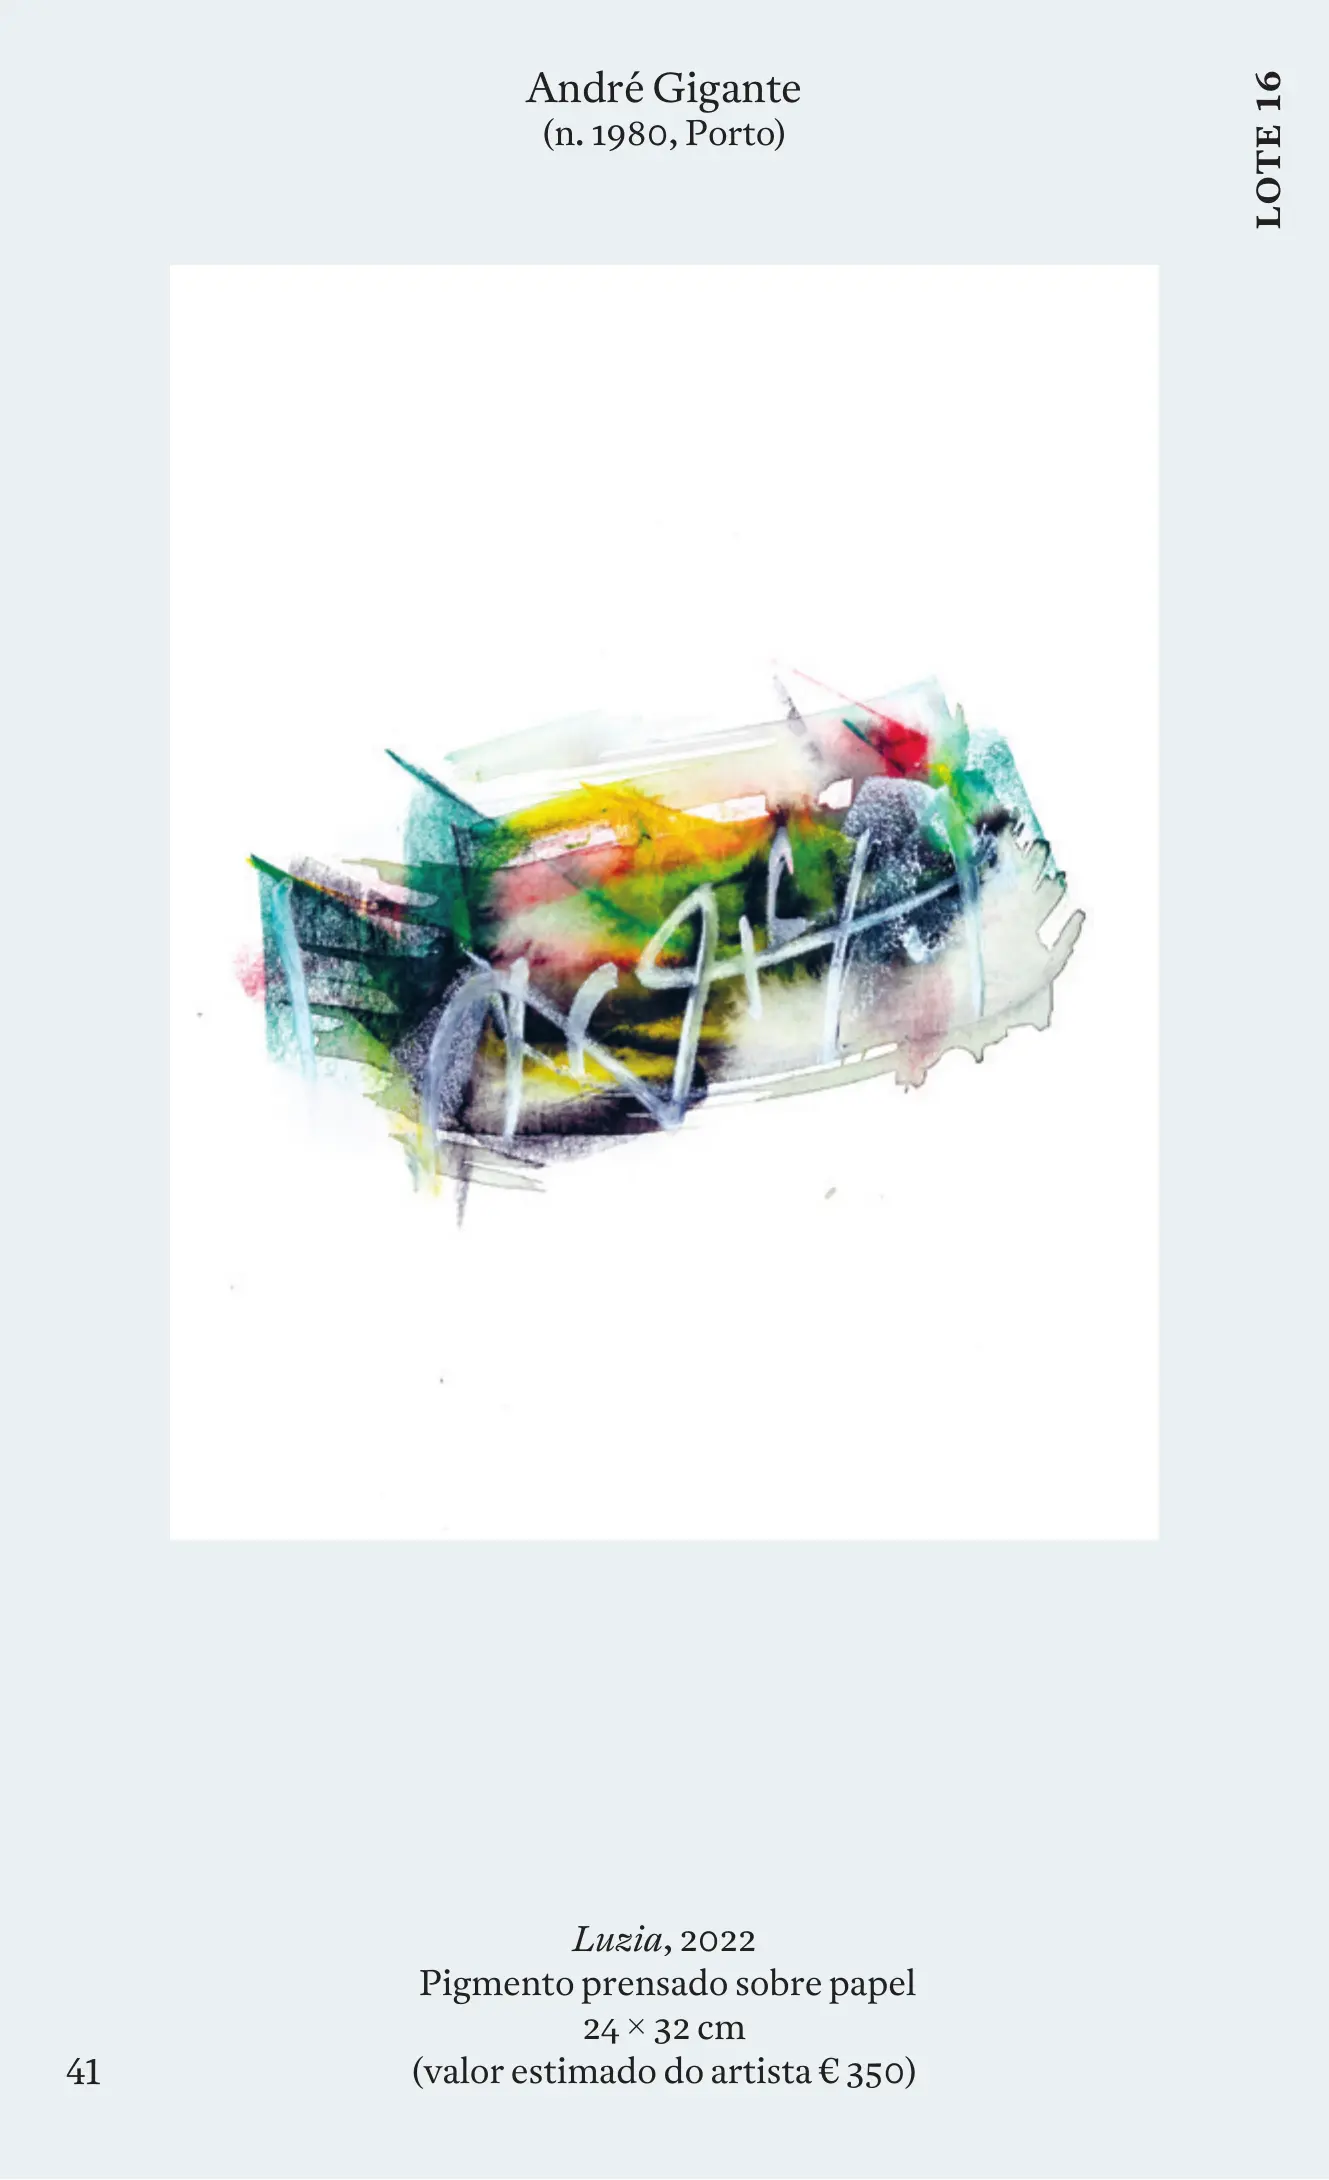 André Gigante
(n. 1980, Porto)
LOTE 16
Luzia, 2022
Pigmento prensado sobre papel
24 × 32 cm
(valor estimado do artista € 350)
41